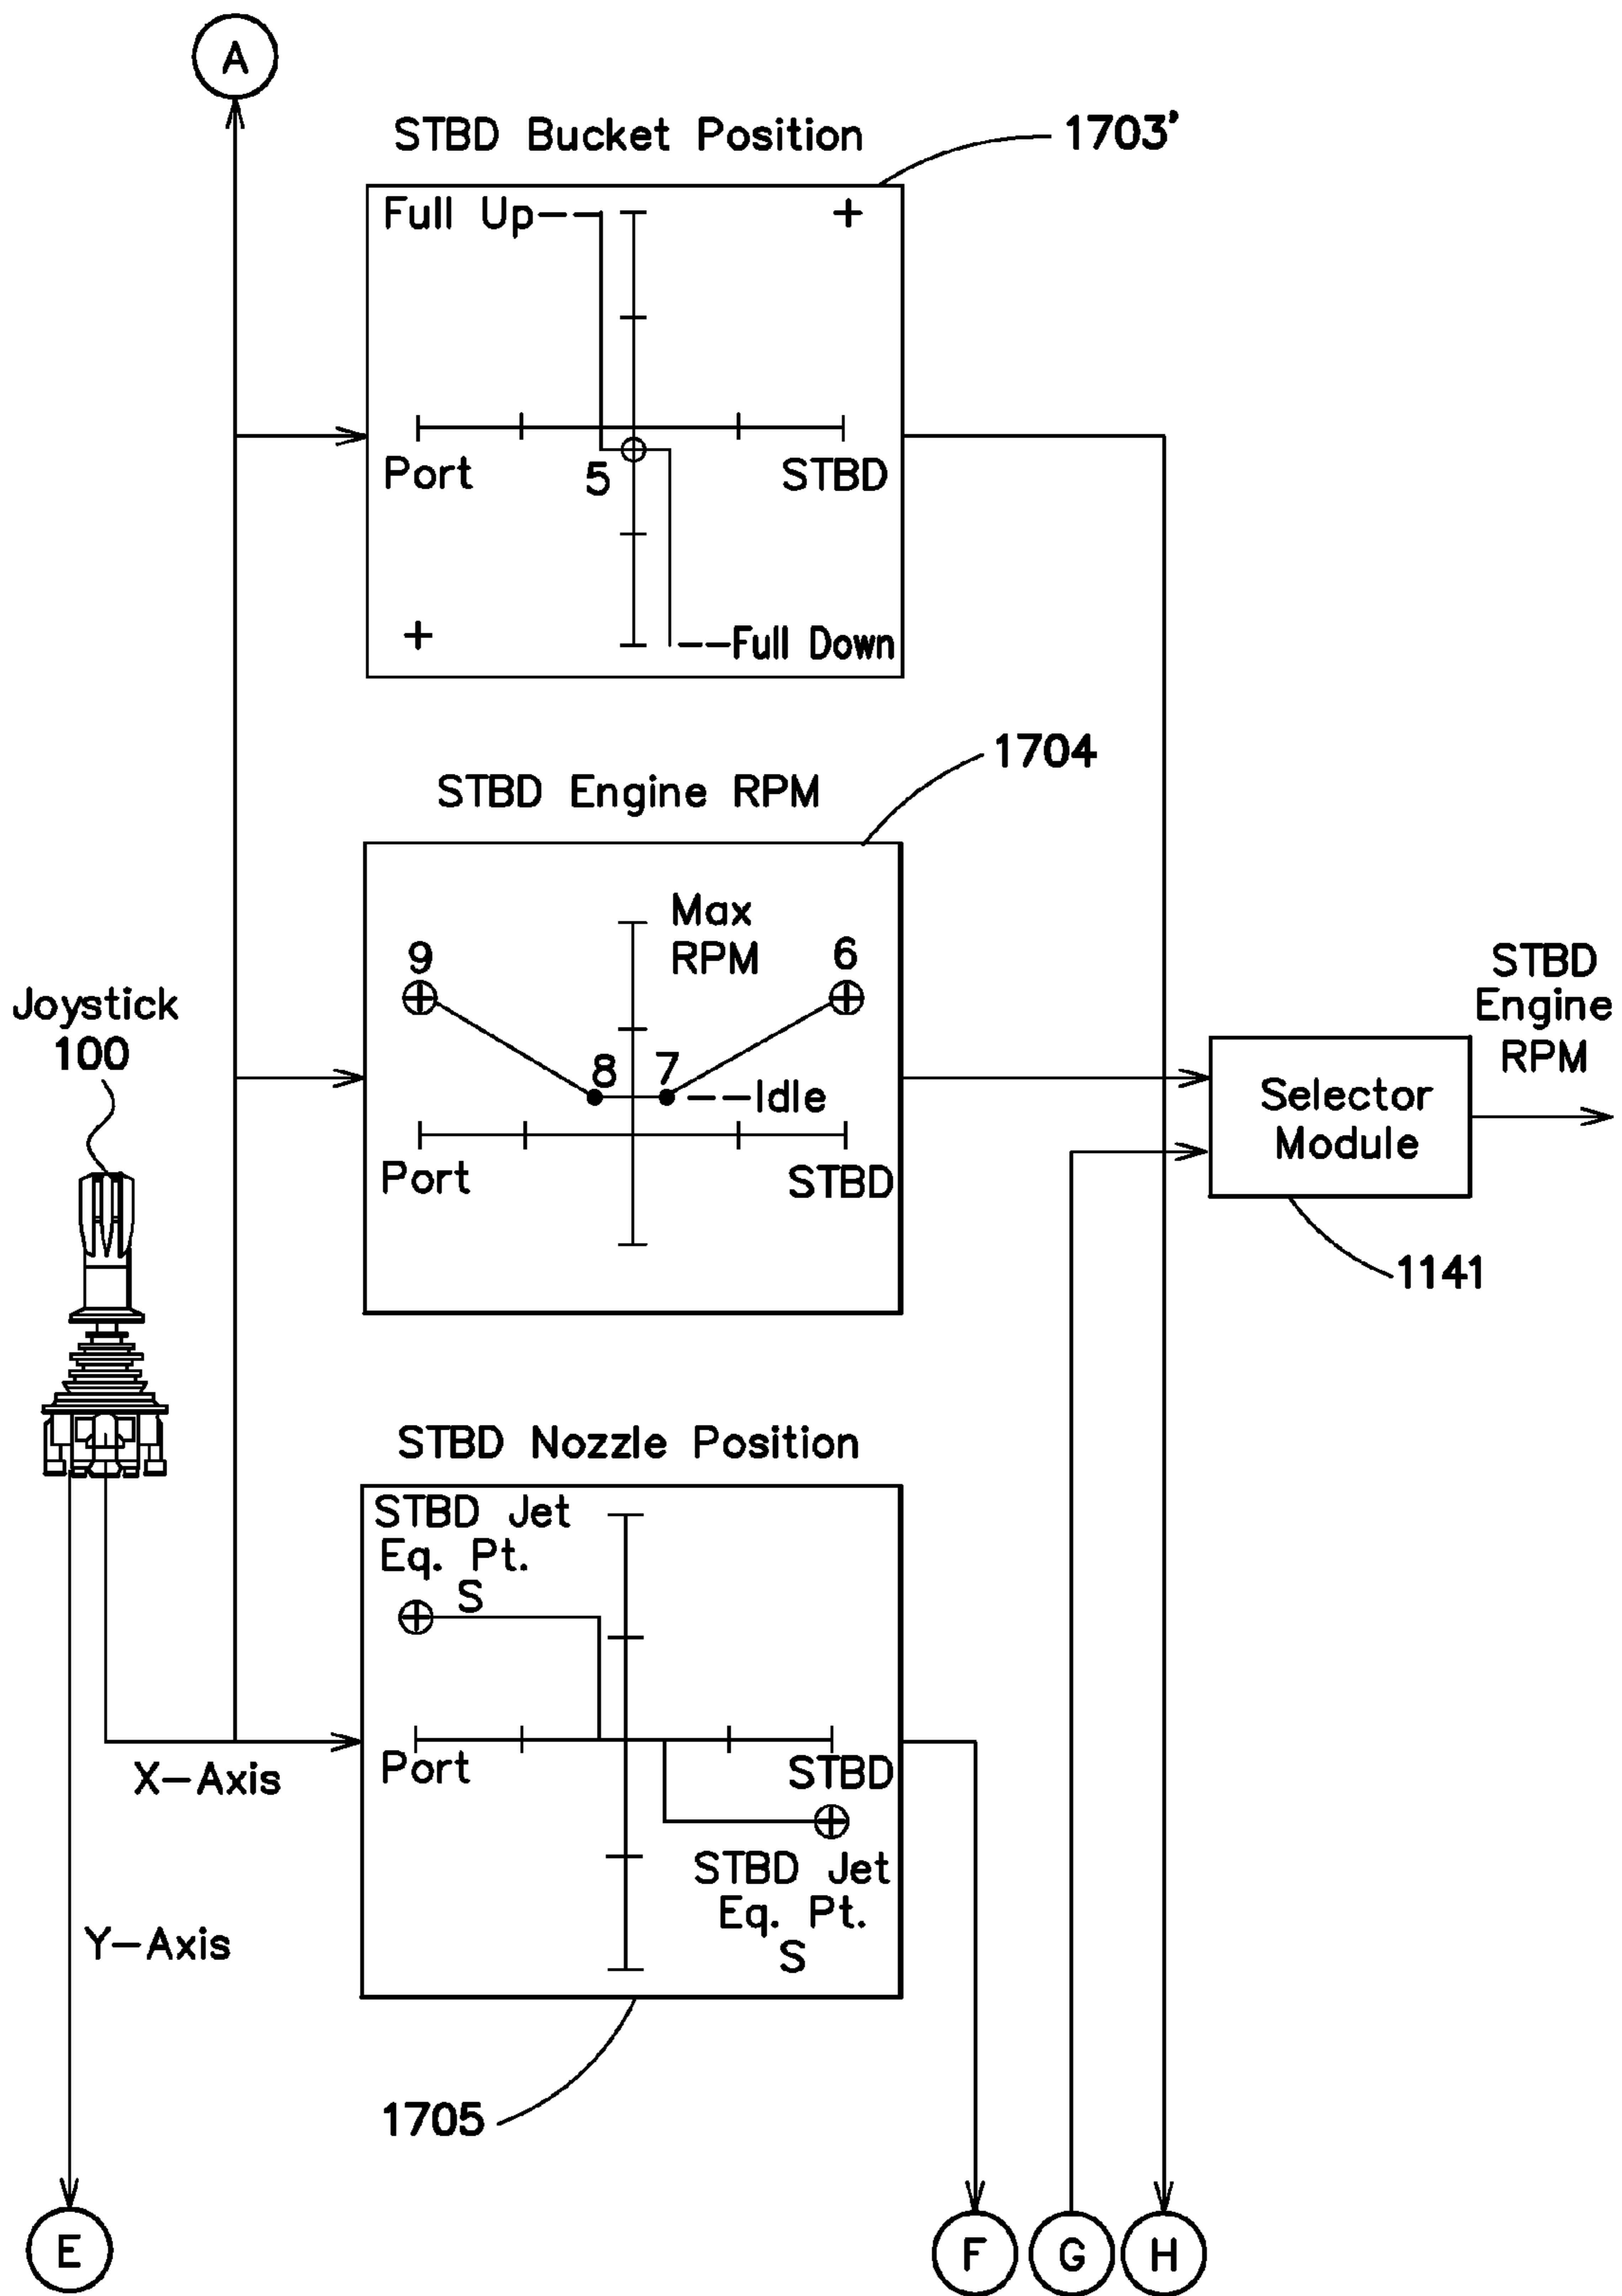 A
STBD Bucket Position
1703'
Full Up
+
Port
5
STBD
+
Full Down
1704
STBD Engine RPM
Max
RPM
9
6
8
7
Idle
Port
STBD
STBD
Engine
RPM
Selector
Module
1141
Joystick
100
STBD Nozzle Position
STBD Jet
Eq. Pt.
S
Port
STBD
STBD Jet
Eq. Pt.
S
X-Axis
Y-Axis
1705
E
F
G
H